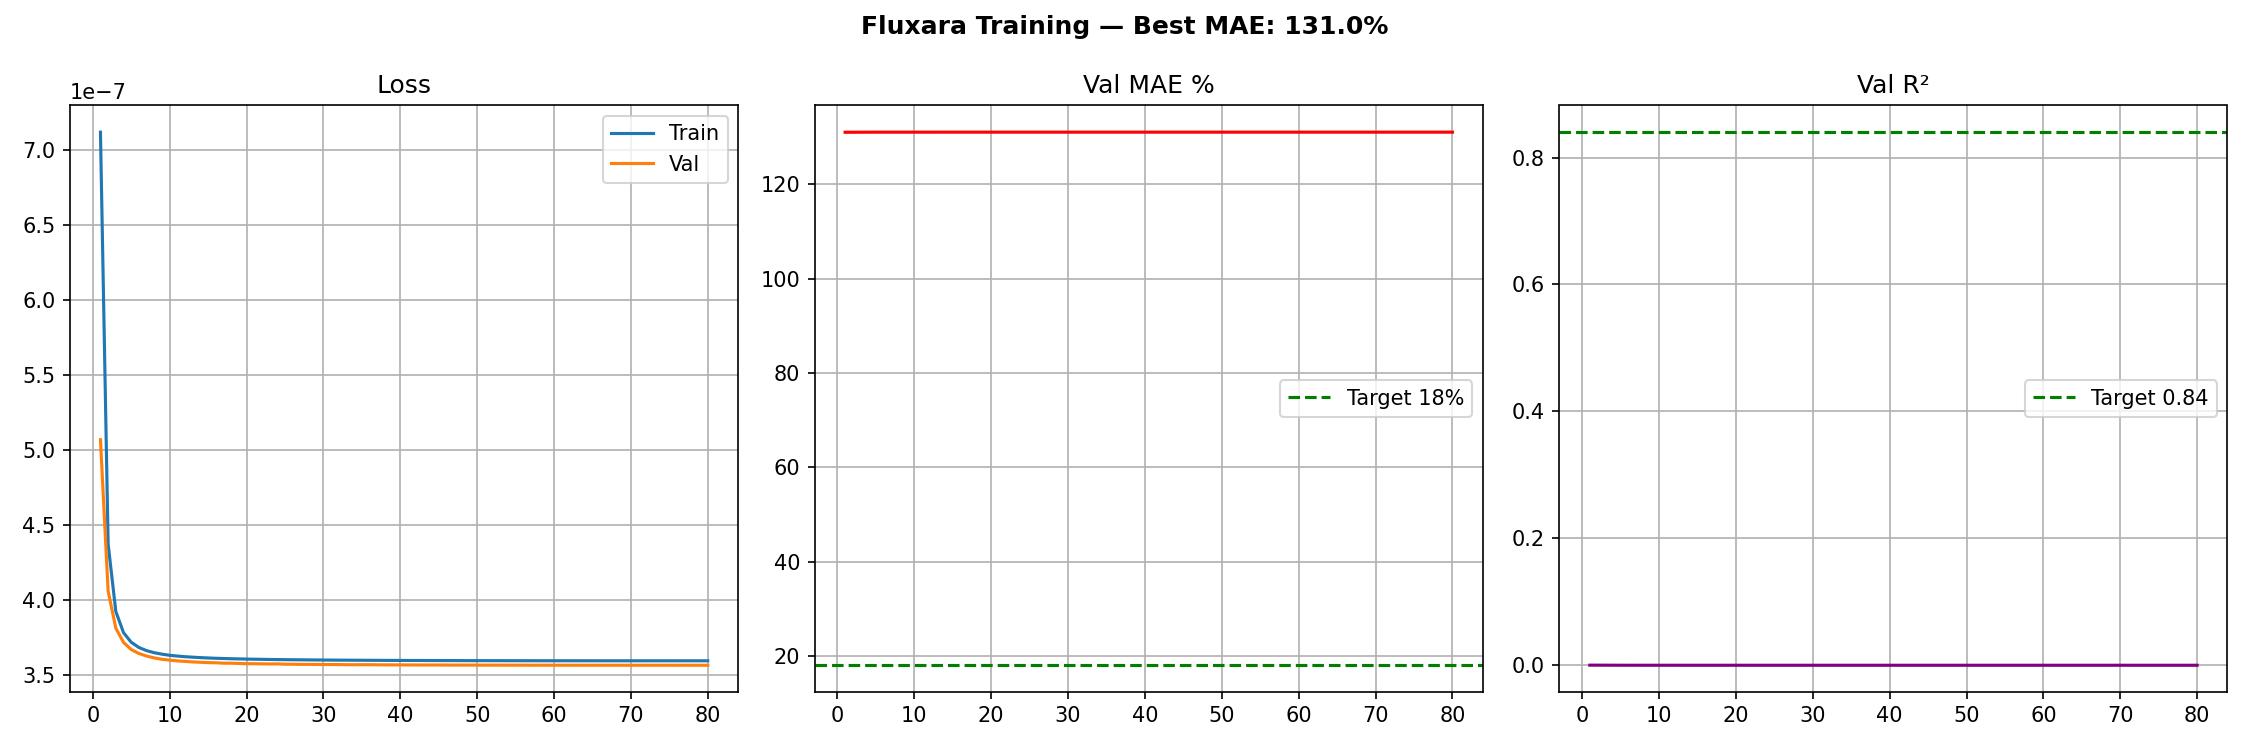 Fluxara Training — Best MAE: 131.0%
Loss
1e−7
7.0
6.5
6.0
5.5
5.0
4.5
4.0
3.5
0 10 20 30 40 50 60 70 80
Train
Val
Val MAE %
120
100
80
60
40
20
0 10 20 30 40 50 60 70 80
Target 18%
Val R²
0.8
0.6
0.4
0.2
0.0
0 10 20 30 40 50 60 70 80
Target 0.84